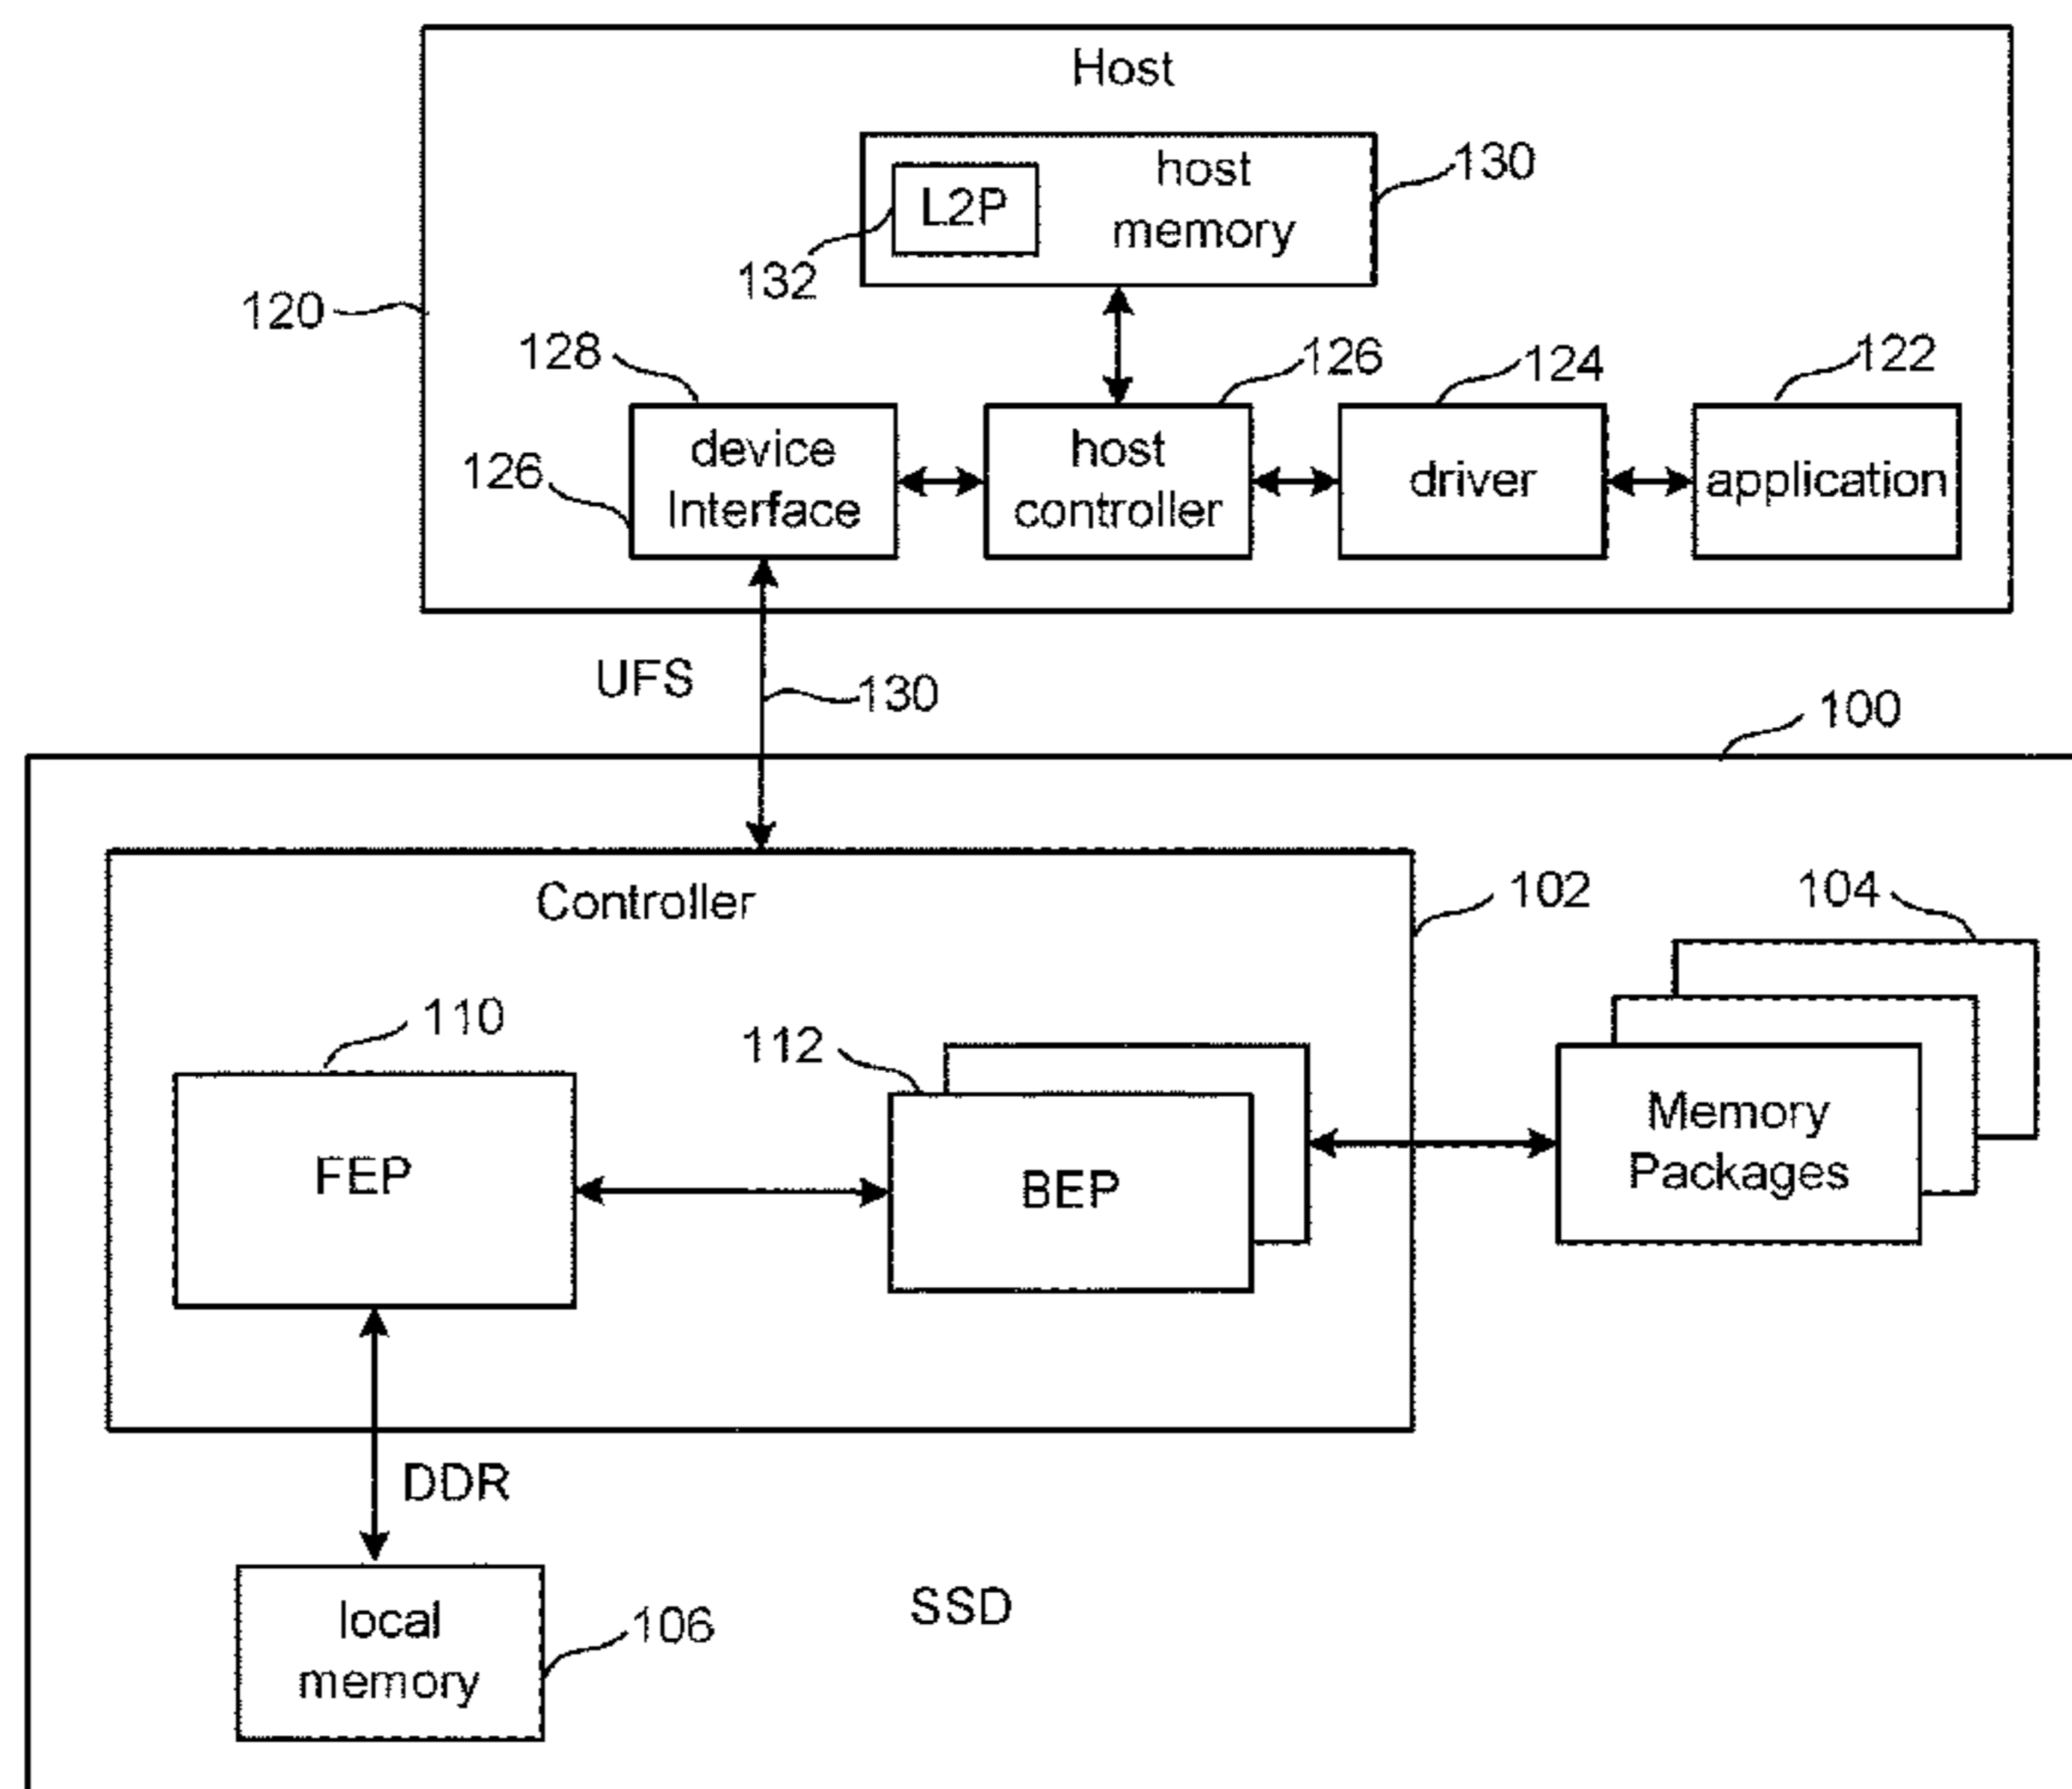 Host
host
memory
L2P
130
132
120
128
126
124
122
126
device
Interface
host
controller
driver
application
UFS
130
100
Controller
102
104
110
112
FEP
BEP
Memory
Packages
DDR
local
memory
106
SSD